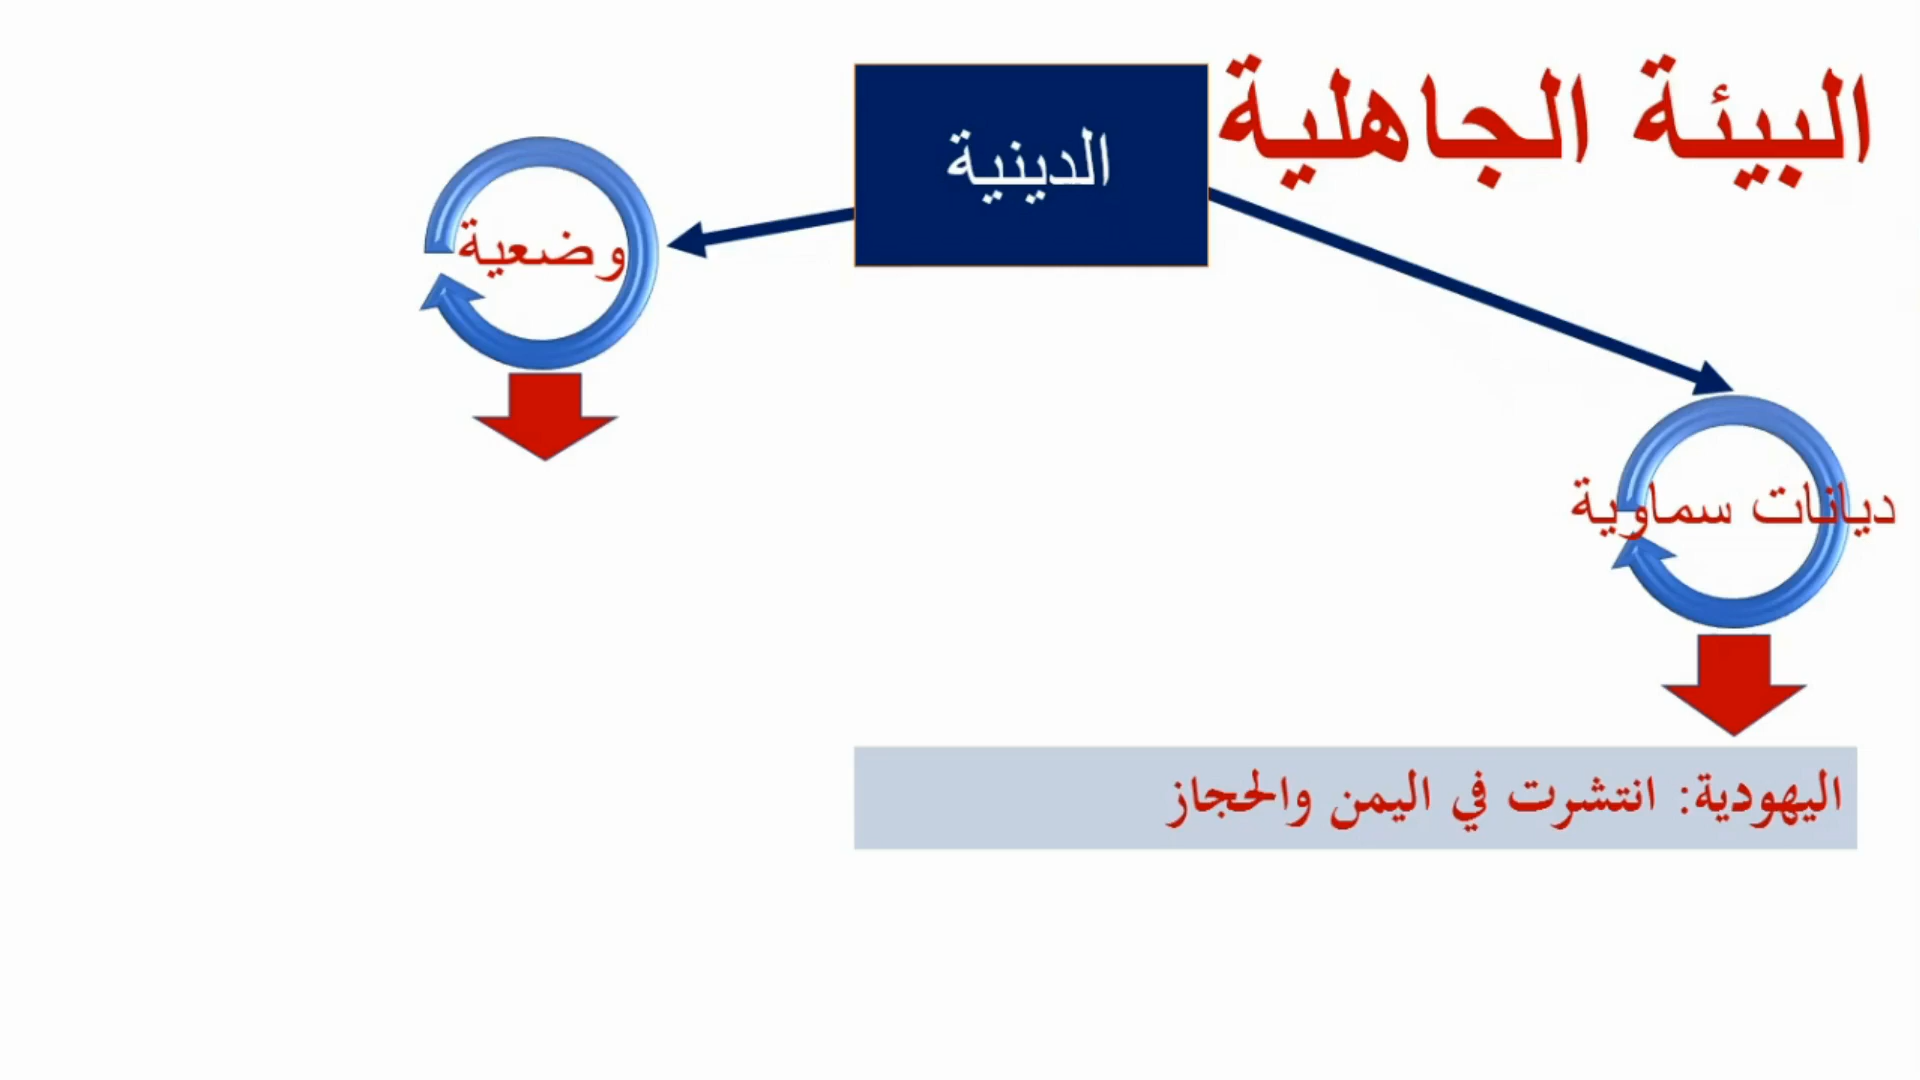 البيئة الجاهلية
الدينية
وضعية
ديانات سماوية
اليهودية: انتشرت في اليمن والحجاز